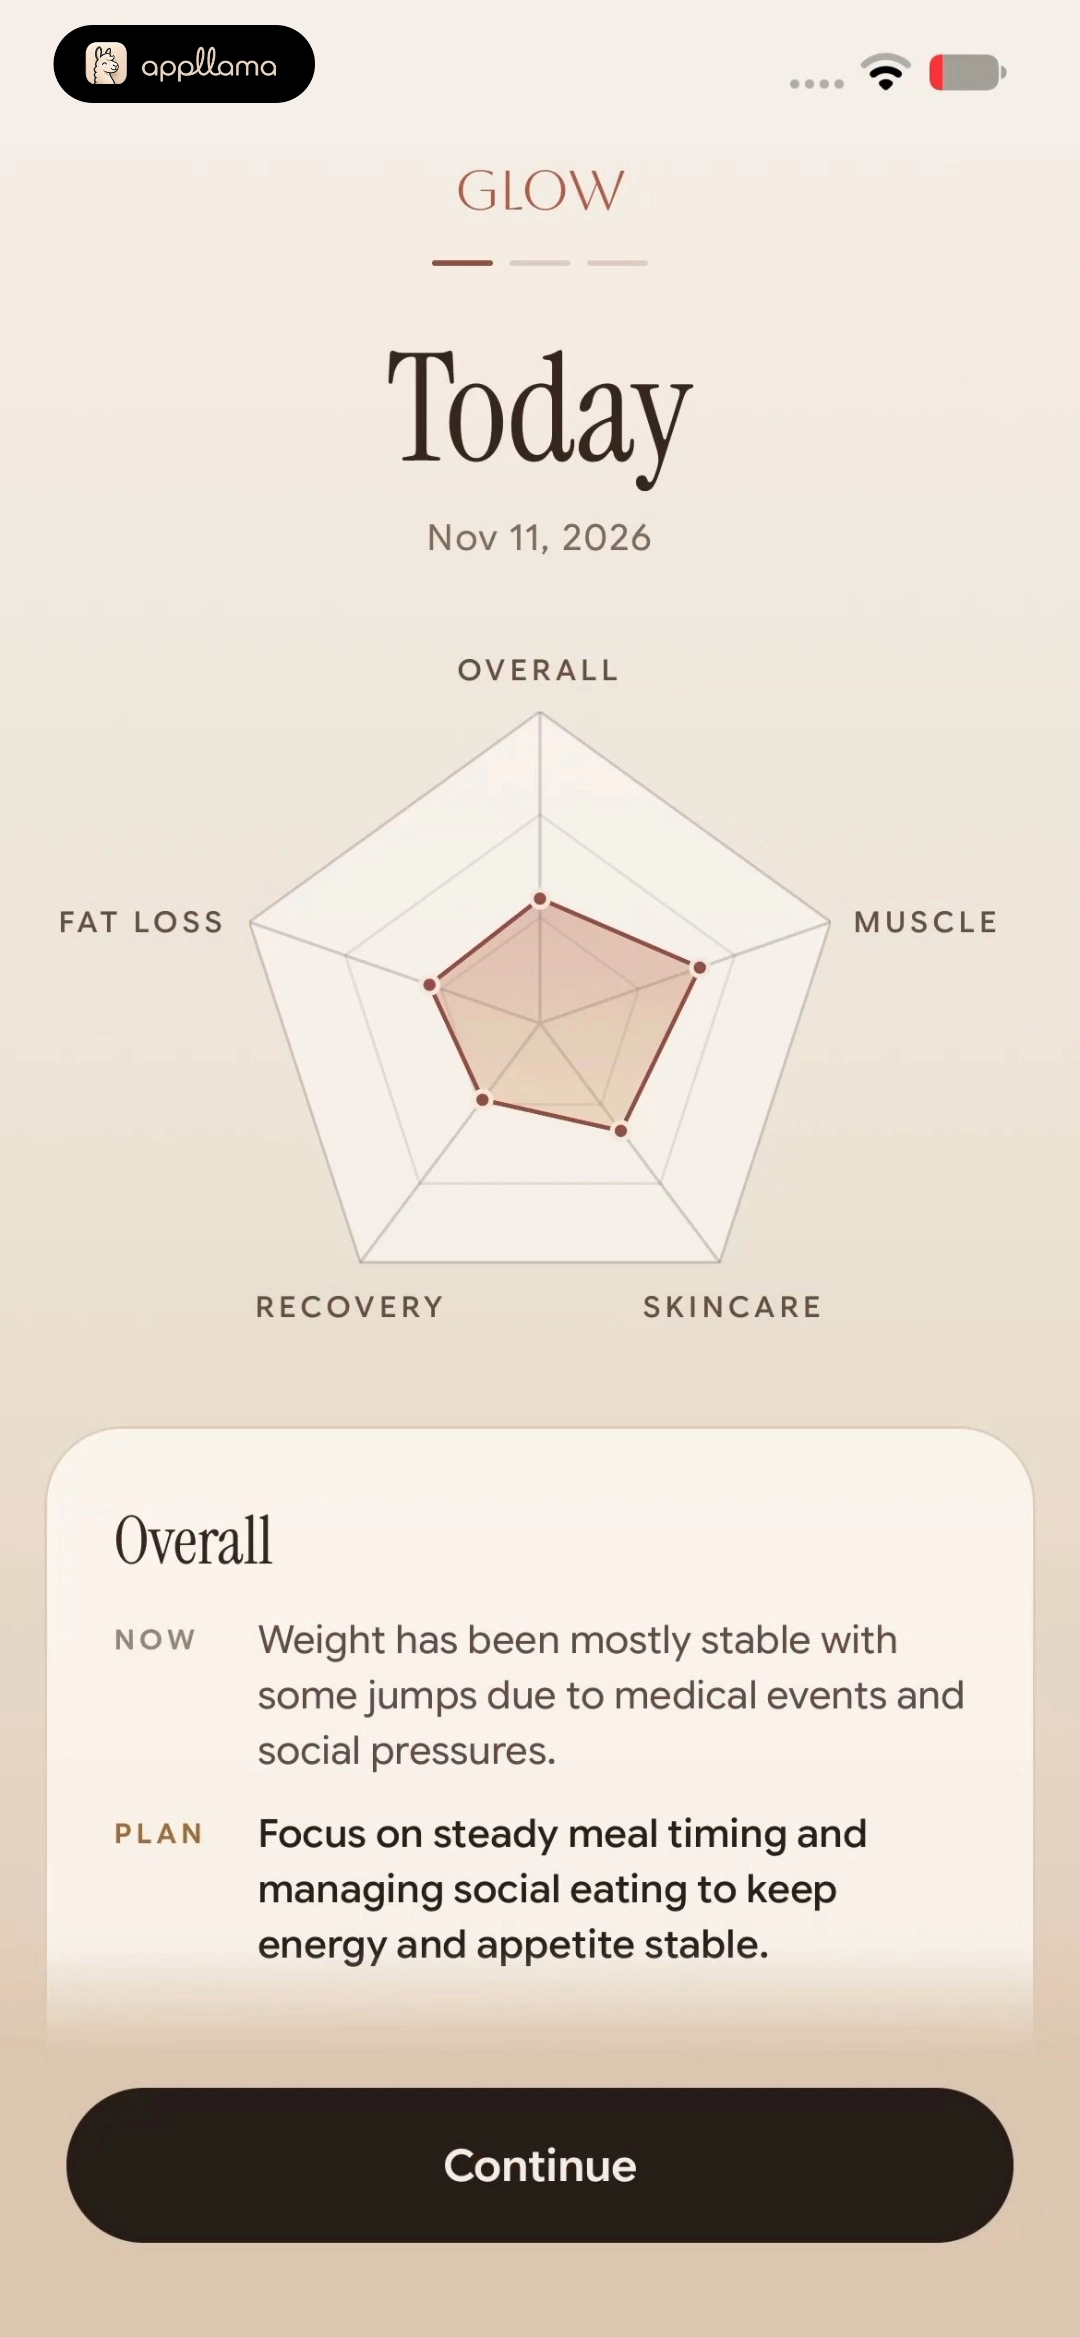 appllama
GLOW
Today
Nov 11, 2026
OVERALL
FAT LOSS
MUSCLE
RECOVERY
SKINCARE
Overall
NOW
Weight has been mostly stable with
some jumps due to medical events and
social pressures.
PLAN
Focus on steady meal timing and
managing social eating to keep
energy and appetite stable.
Continue